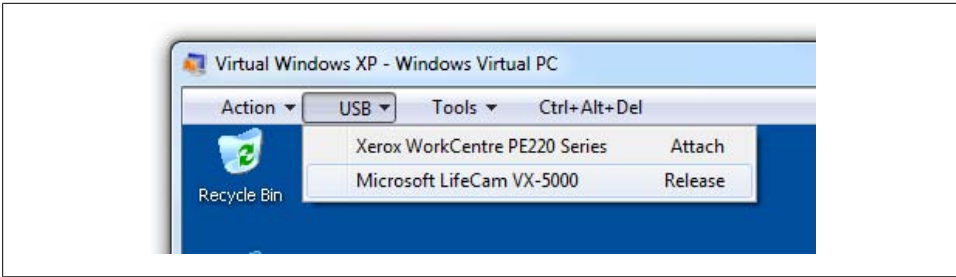 Virtual Windows XP - Windows Virtual PC
Action USB Tools Ctrl+Alt+Del
Xerox WorkCentre PE220 Series Attach
Microsoft LifeCam VX-5000 Release
Recycle Bin